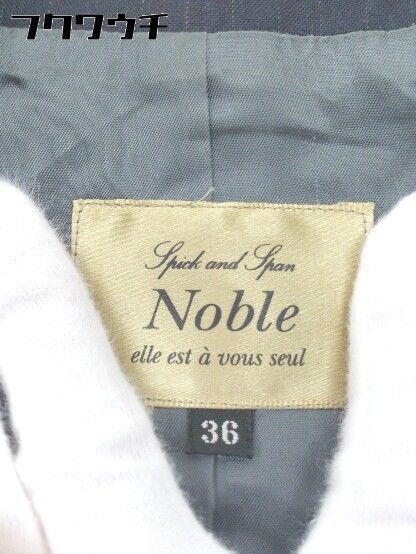 フクワウチ
Spick and Span
Noble
elle est à vous seul
36